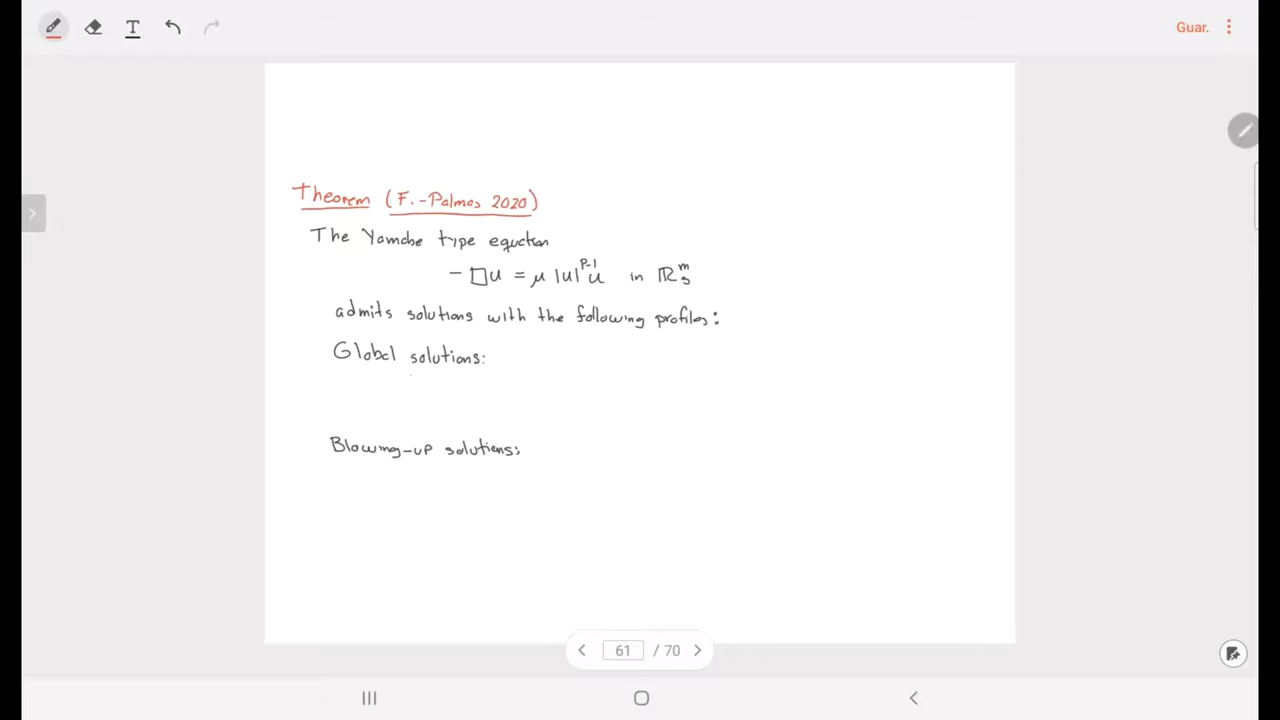 T
Guar.
Theorem (F.-Palmas 2020)
The Yamabe type equation
-□u = μ|u|^{p-1}u in ℝ^m_s
admits solutions with the following profiles:
Global solutions:
Blowing-up solutions:
61 / 70